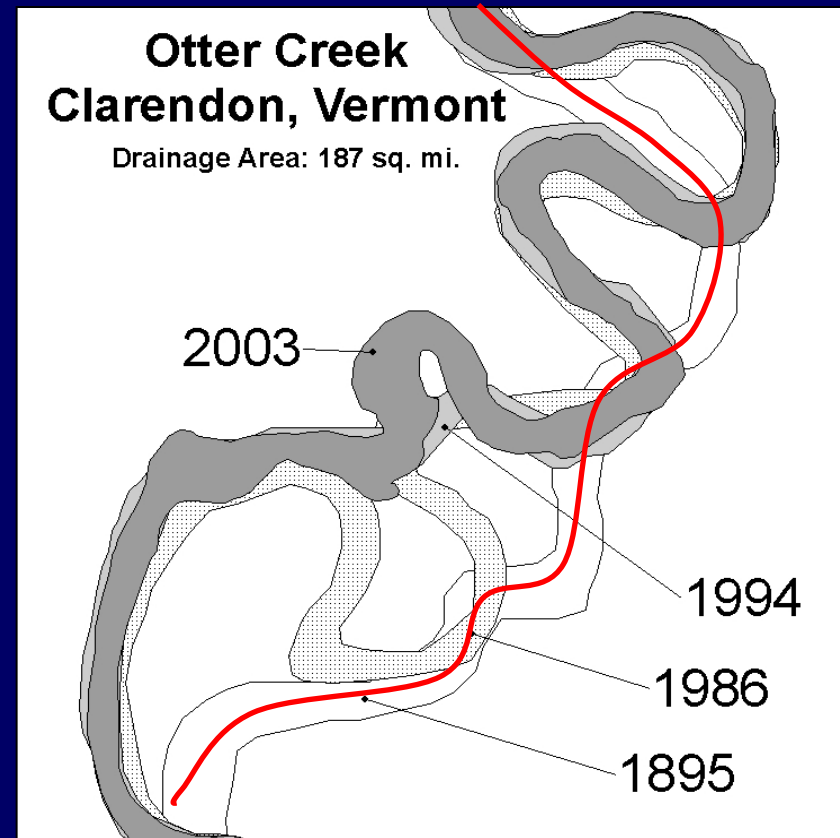 Otter Creek
Clarendon, Vermont
Drainage Area: 187 sq. mi.
2003
1994
1986
1895